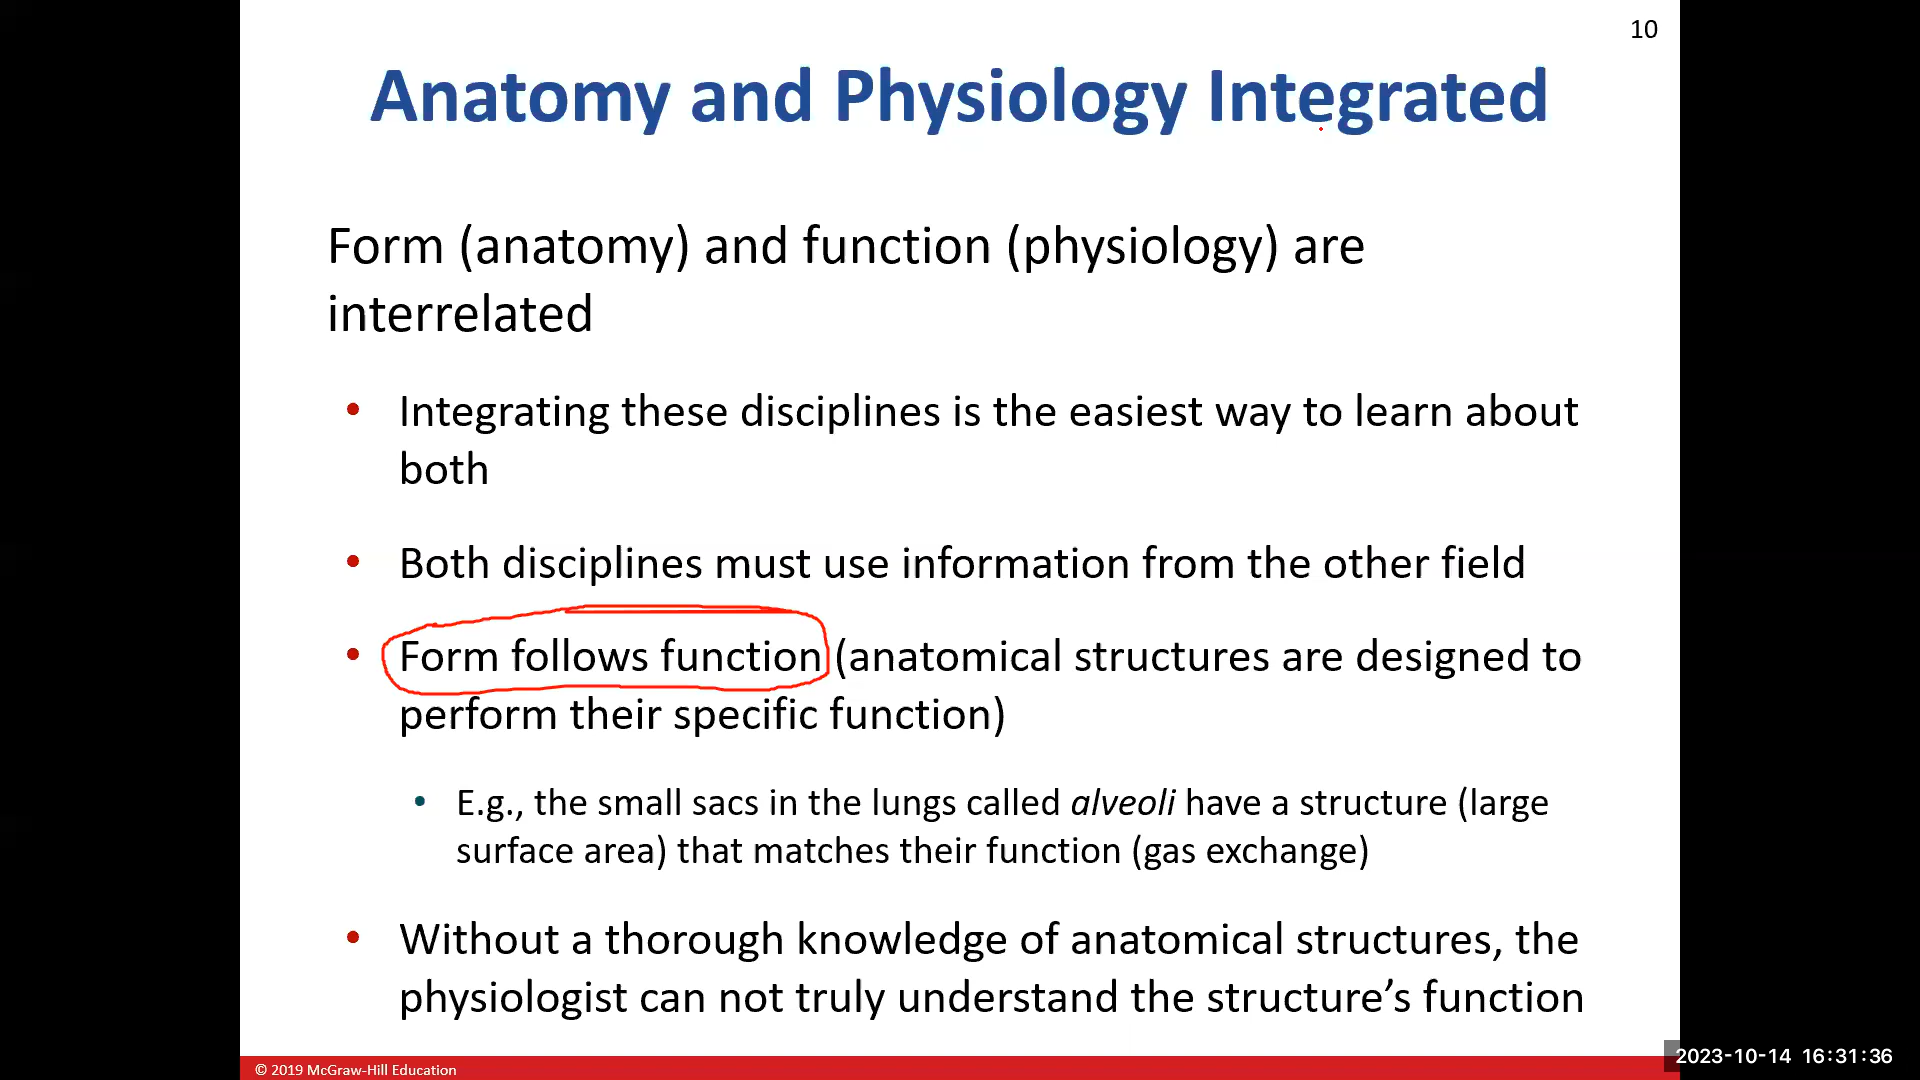 10
Anatomy and Physiology Integrated
Form (anatomy) and function (physiology) are
interrelated
• Integrating these disciplines is the easiest way to learn about
both
• Both disciplines must use information from the other field
• Form follows function (anatomical structures are designed to
perform their specific function)
• E.g., the small sacs in the lungs called alveoli have a structure (large
surface area) that matches their function (gas exchange)
• Without a thorough knowledge of anatomical structures, the
physiologist can not truly understand the structure’s function
© 2019 McGraw-Hill Education
2023-10-14 16:31:36